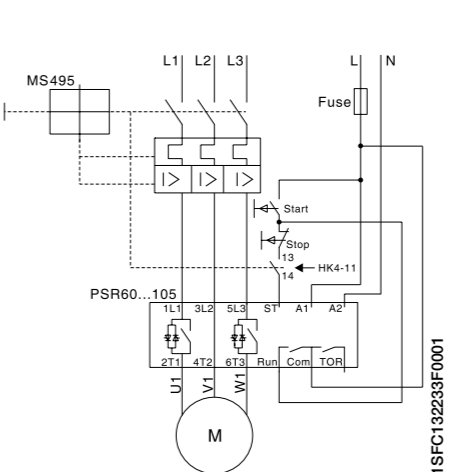 L1 L2 L3 L N
MS495
Fuse
I> I> I>
Start
Stop
13
14
HK4-11
PSR60...105
1L1 3L2 5L3 ST A1 A2
2T1 4T2 6T3 Run Com TOR
U1 V1 W1
M
1SFC132233F0001